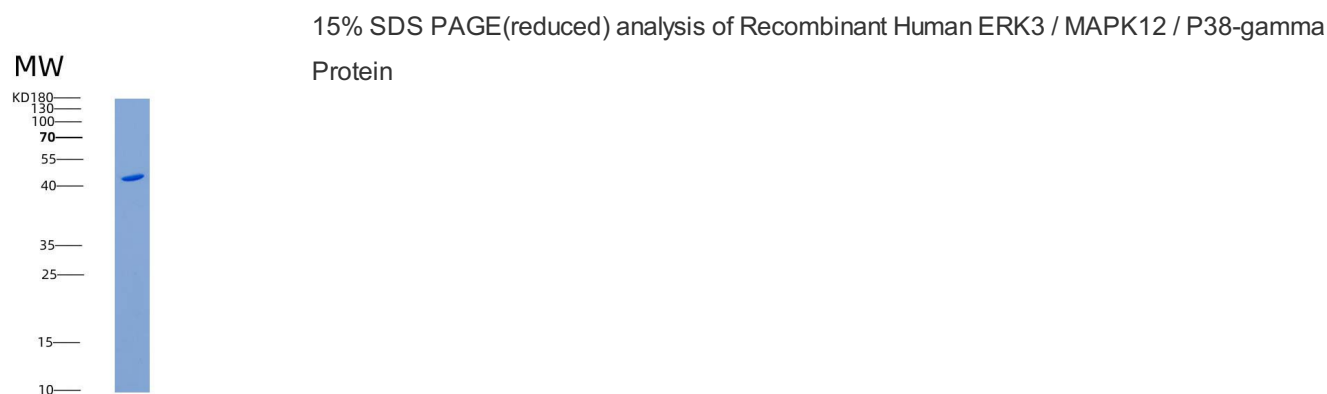 15% SDS PAGE(reduced) analysis of Recombinant Human ERK3 / MAPK12 / P38-gamma
Protein
MW
KD180
130
100
70
55
40
35
25
15
10